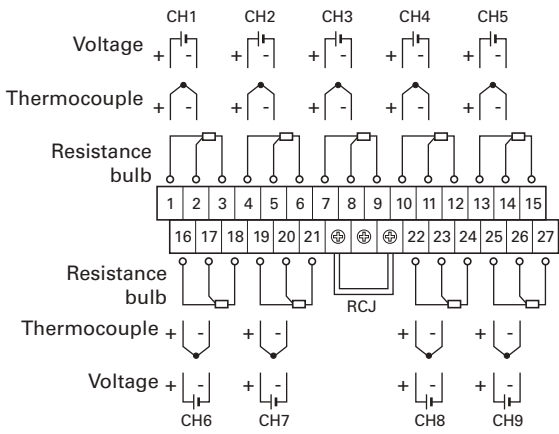 CH1 CH2 CH3 CH4 CH5
Voltage + - + - + - + - + -
Thermocouple + - + - + - + - + -
Resistance
bulb
1 2 3 4 5 6 7 8 9 10 11 12 13 14 15
16 17 18 19 20 21 22 23 24 25 26 27
Resistance
bulb
RCJ
Thermocouple + - + - + - + -
Voltage + - + - + - + -
CH6 CH7 CH8 CH9